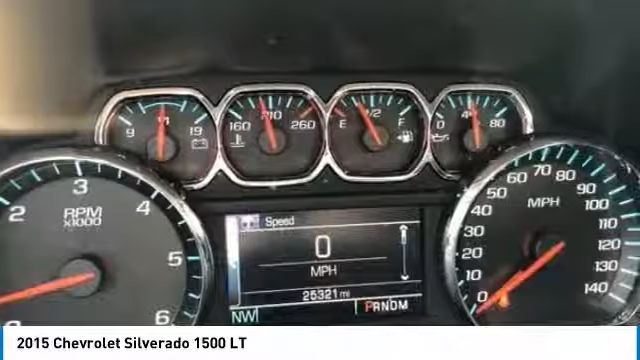 9 14 19
160 210 260
E 1/2 F
0 40 80
2 3 4 5 6
RPM
X1000
Speed
0
MPH
25321 mi
NW PRNDM
0 10 20 30 40 50 60 70 80 90 100 110 120 130 140
MPH
2015 Chevrolet Silverado 1500 LT